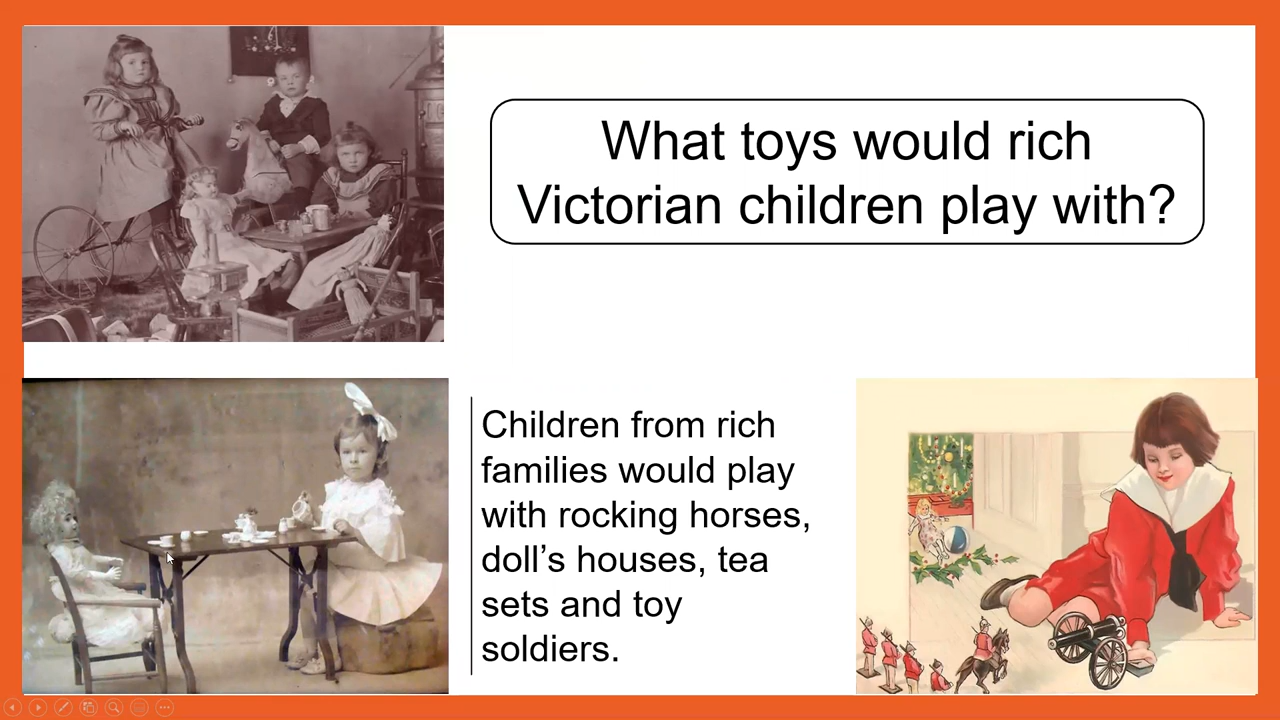 What toys would rich
Victorian children play with?
Children from rich
families would play
with rocking horses,
doll’s houses, tea
sets and toy
soldiers.